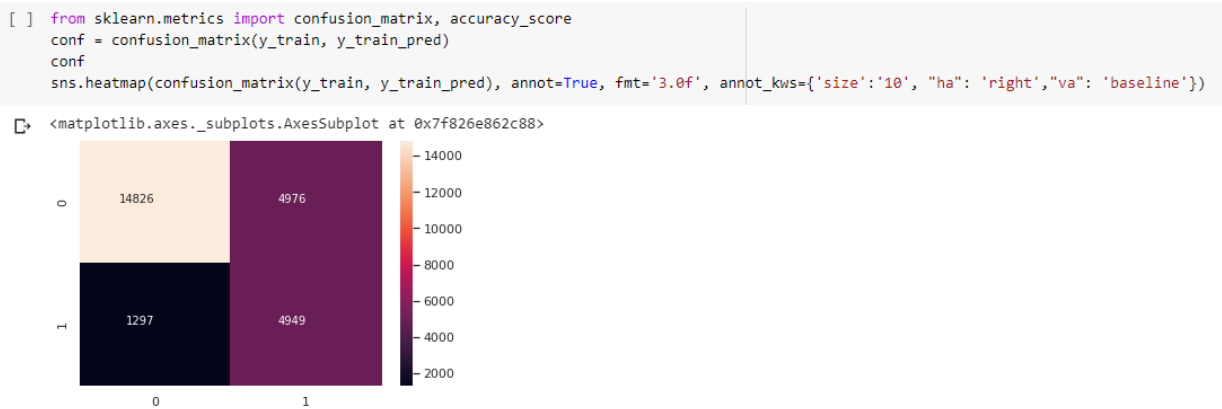 [ ] from sklearn.metrics import confusion_matrix, accuracy_score
conf = confusion_matrix(y_train, y_train_pred)
conf
sns.heatmap(confusion_matrix(y_train, y_train_pred), annot=True, fmt='3.0f', annot_kws={'size':'10', "ha": 'right',"va": 'baseline'})
<matplotlib.axes._subplots.AxesSubplot at 0x7f826e862c88>
14000
0 14826 4976
12000
10000
8000
6000
1 1297 4949
4000
2000
0 1